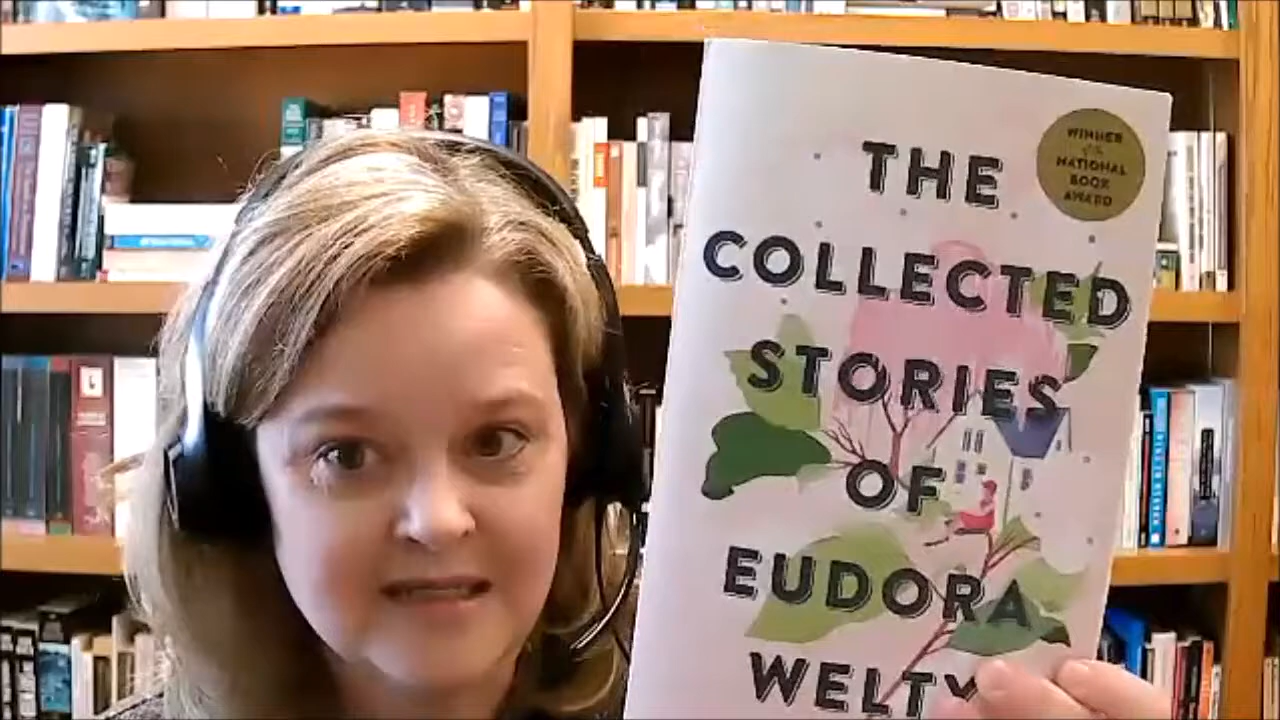 THE
COLLECTED
STORIES
OF
EUDORA
WELTY
WINNER
of the
NATIONAL
BOOK
AWARD